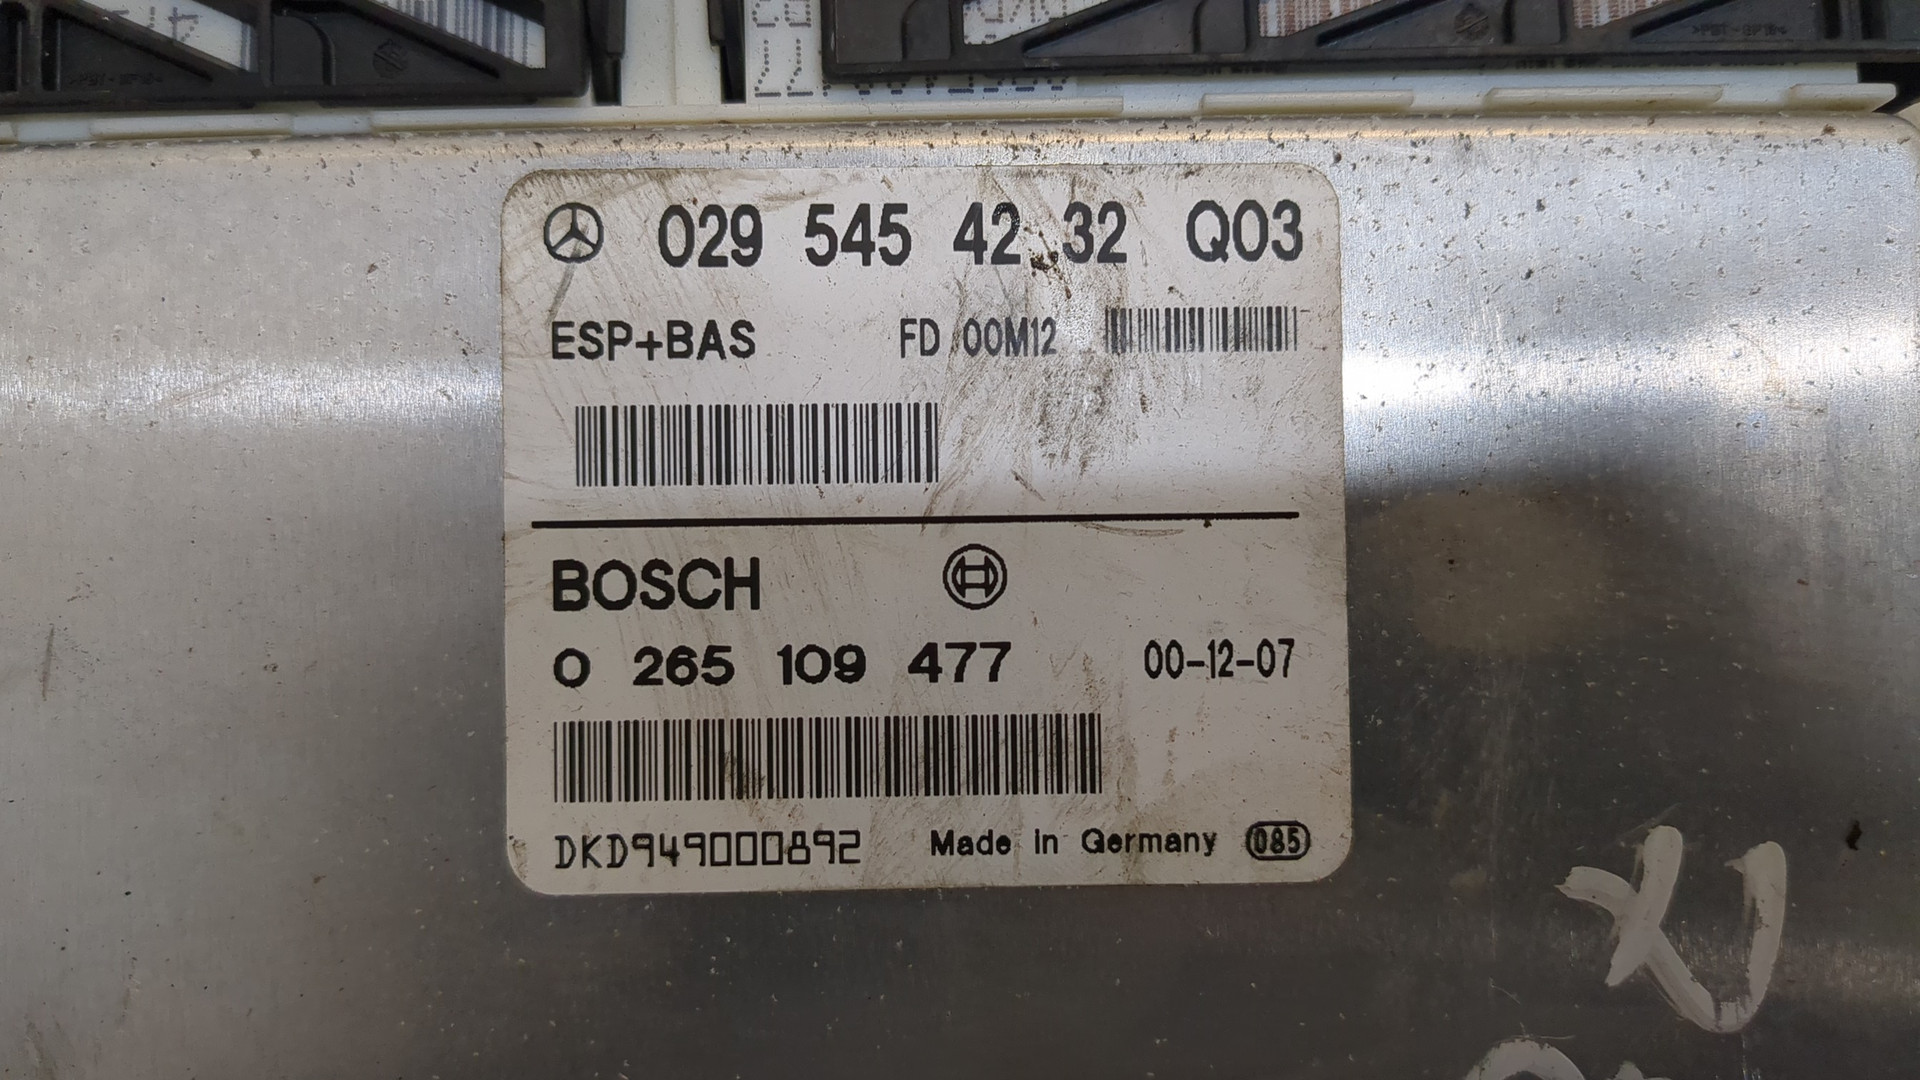 029 545 42 32 Q03
ESP+BAS FD 00M12
BOSCH
0 265 109 477 00-12-07
DKD949000892 Made in Germany 085